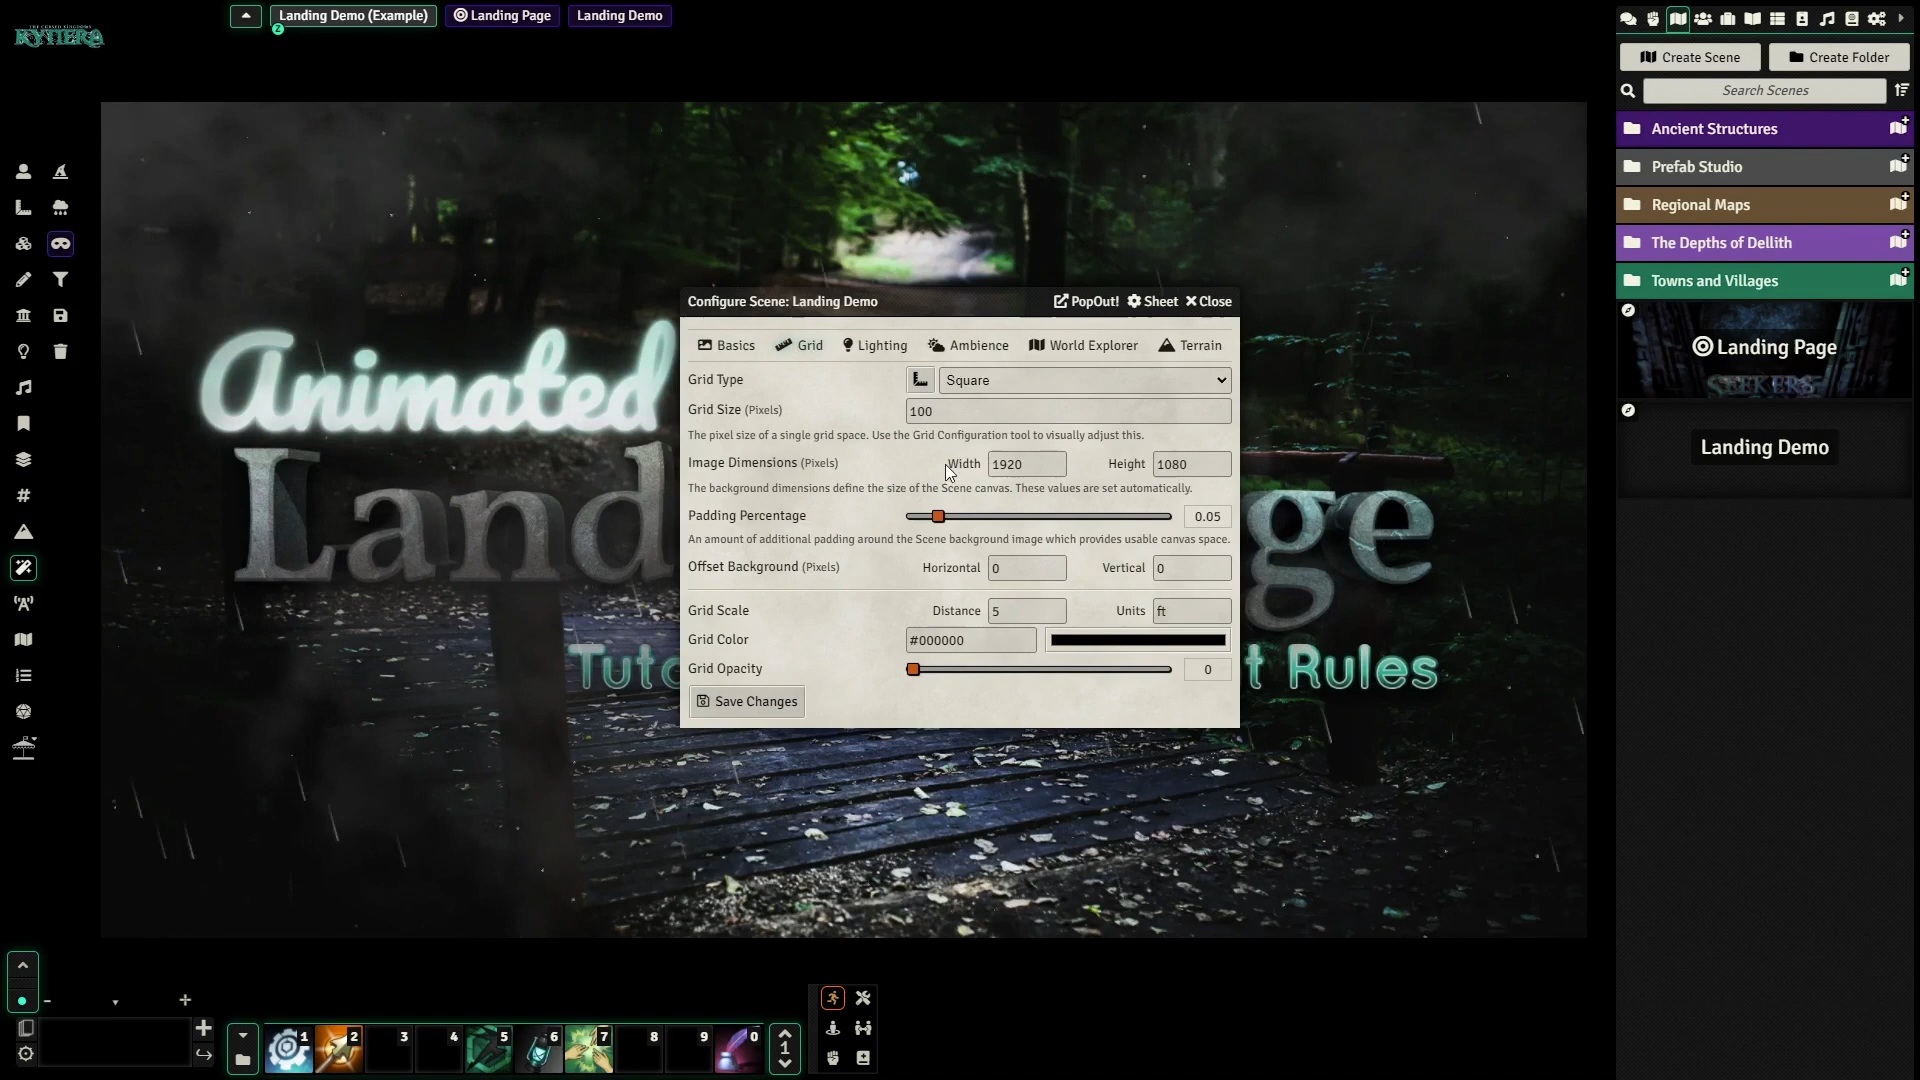 THE CURSED KINGDOMS
KYTIERA
Landing Demo (Example)
Z
Landing Page
Landing Demo
Create Scene
Create Folder
Search Scenes
Ancient Structures
Prefab Studio
Regional Maps
The Depths of Dellith
Towns and Villages
Landing Page
SEEKERS
Landing Demo
Animated
Land
ge
Tuto
t Rules
Configure Scene: Landing Demo
PopOut!
Sheet
Close
Basics
Grid
Lighting
Ambience
World Explorer
Terrain
Grid Type
Square
Grid Size (Pixels)
100
The pixel size of a single grid space. Use the Grid Configuration tool to visually adjust this.
Image Dimensions (Pixels)
Width
1920
Height
1080
The background dimensions define the size of the Scene canvas. These values are set automatically.
Padding Percentage
0.05
An amount of additional padding around the Scene background image which provides usable canvas space.
Offset Background (Pixels)
Horizontal
0
Vertical
0
Grid Scale
Distance
5
Units
ft
Grid Color
#000000
Grid Opacity
0
Save Changes
1
2
3
4
5
6
7
8
9
0
1